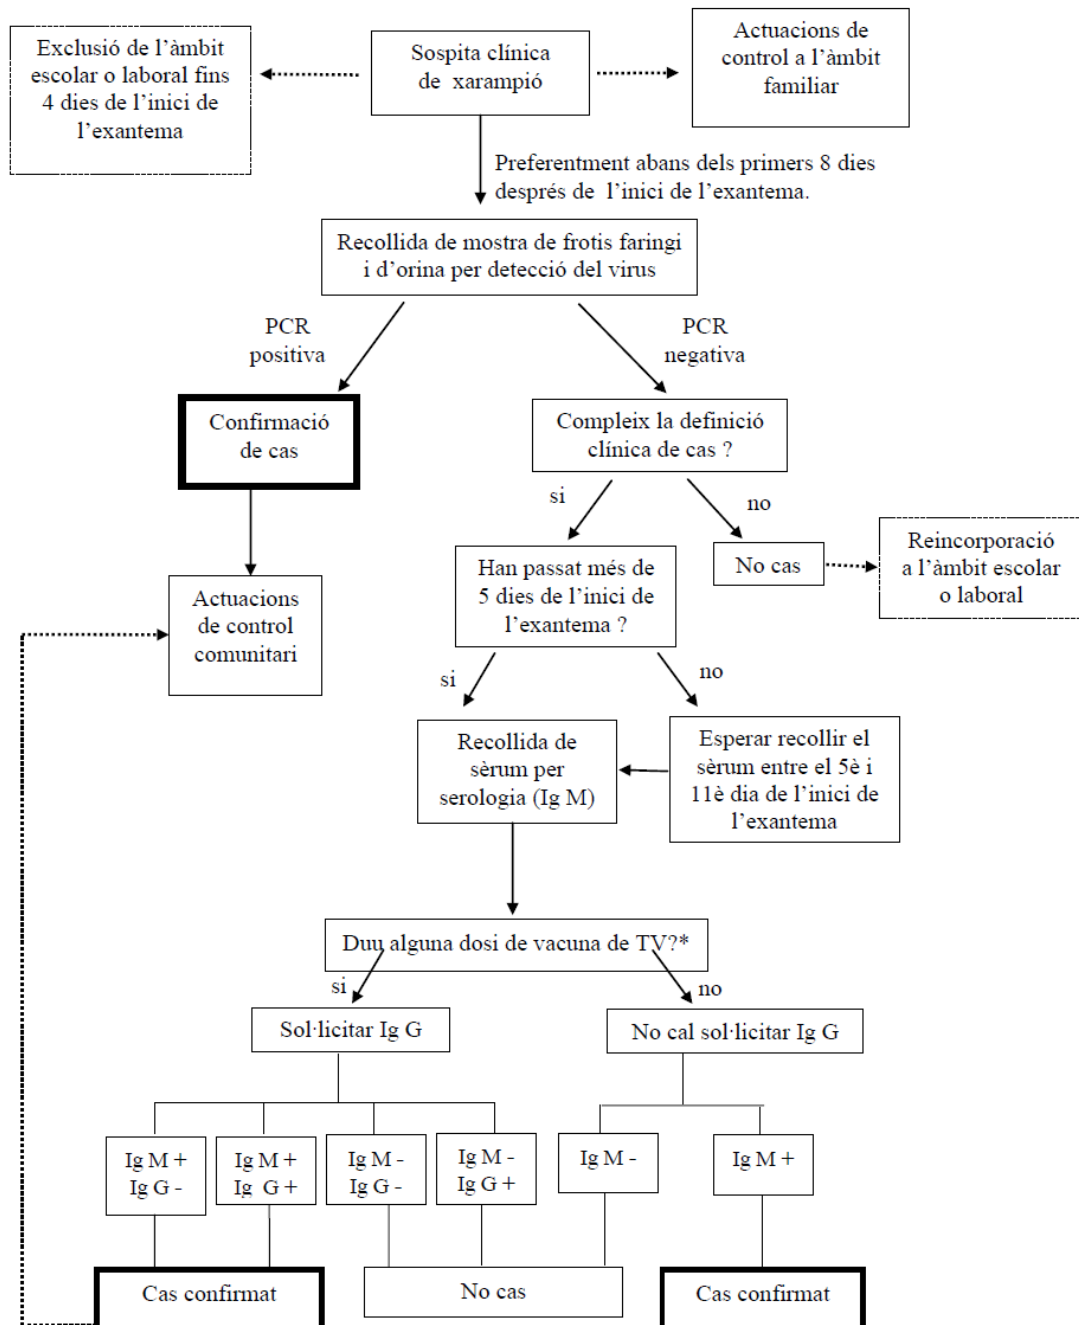 Exclusió de l'àmbit
escolar o laboral fins
4 dies de l'inici de
l'exantema
Sospita clínica
de xarampió
Actuacions de
control a l'àmbit
familiar
Preferentment abans dels primers 8 dies
després de l'inici de l'exantema.
Recollida de mostra de frotis faringi
i d'orina per detecció del virus
PCR
positiva
PCR
negativa
Confirmació
de cas
Compleix la definició
clínica de cas ?
si
no
Actuacions
de control
comunitari
Han passat més de
5 dies de l'inici de
l'exantema ?
No cas
Reincorporació
a l'àmbit escolar
o laboral
si
no
Recollida de
sèrum per
serologia (Ig M)
Esperar recollir el
sèrum entre el 5è i
11è dia de l'inici de
l'exantema
Duu alguna dosi de vacuna de TV?*
si
no
Sol·licitar Ig G
No cal sol·licitar Ig G
Ig M +
Ig G -
Ig M +
Ig G +
Ig M -
Ig G -
Ig M -
Ig G +
Ig M -
Ig M +
Cas confirmat
No cas
Cas confirmat